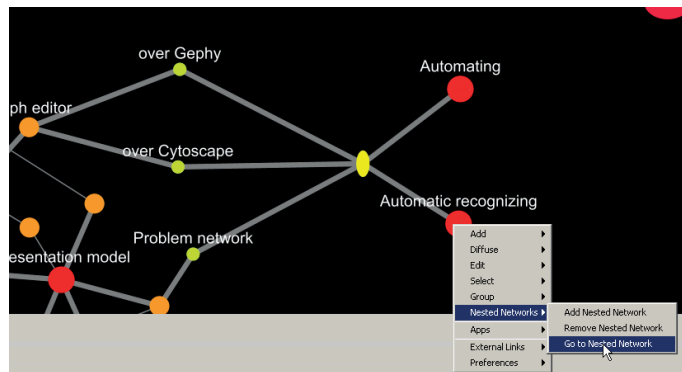 over Gephy
Automating
ph editor
over Cytoscape
Automatic recognizing
Problem network
esentation model
Add
Diffuse
Edit
Select
Group
Nested Networks
Apps
External Links
Preferences
Add Nested Network
Remove Nested Network
Go to Nested Network